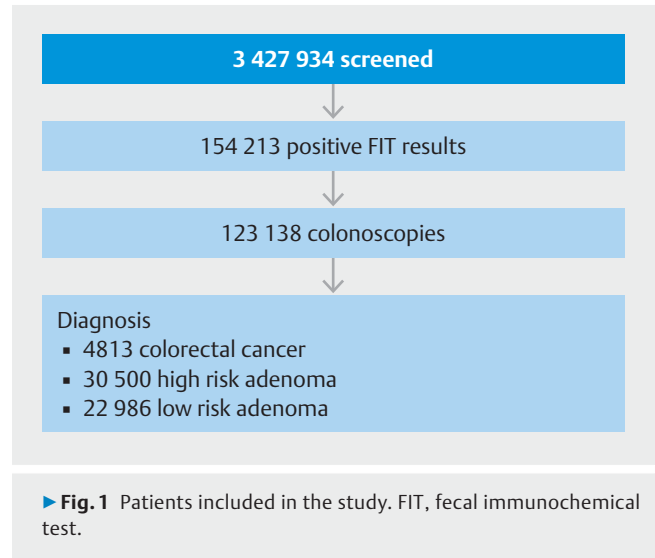 3 427 934 screened
154 213 positive FIT results
123 138 colonoscopies
Diagnosis
▪ 4813 colorectal cancer
▪ 30 500 high risk adenoma
▪ 22 986 low risk adenoma
▶ Fig. 1 Patients included in the study. FIT, fecal immunochemical
test.